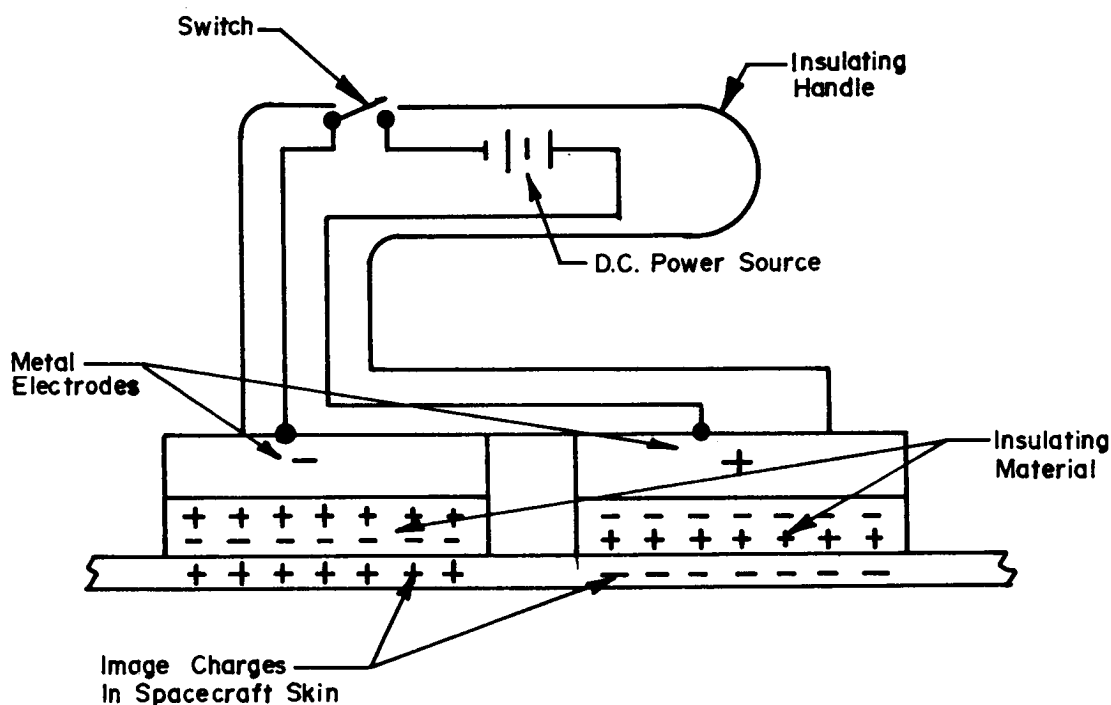 Switch
Insulating
Handle
D.C. Power Source
Metal
Electrodes
-
+
Insulating
Material
+ + + + + + +
- - - - - - -
- - - - - - -
+ + + + + + +
+ + + + + + +
- - - - - - -
Image Charges
In Spacecraft Skin